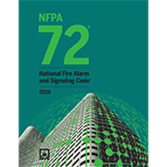 NFPA
72®
National Fire Alarm
and Signaling Code®
2019